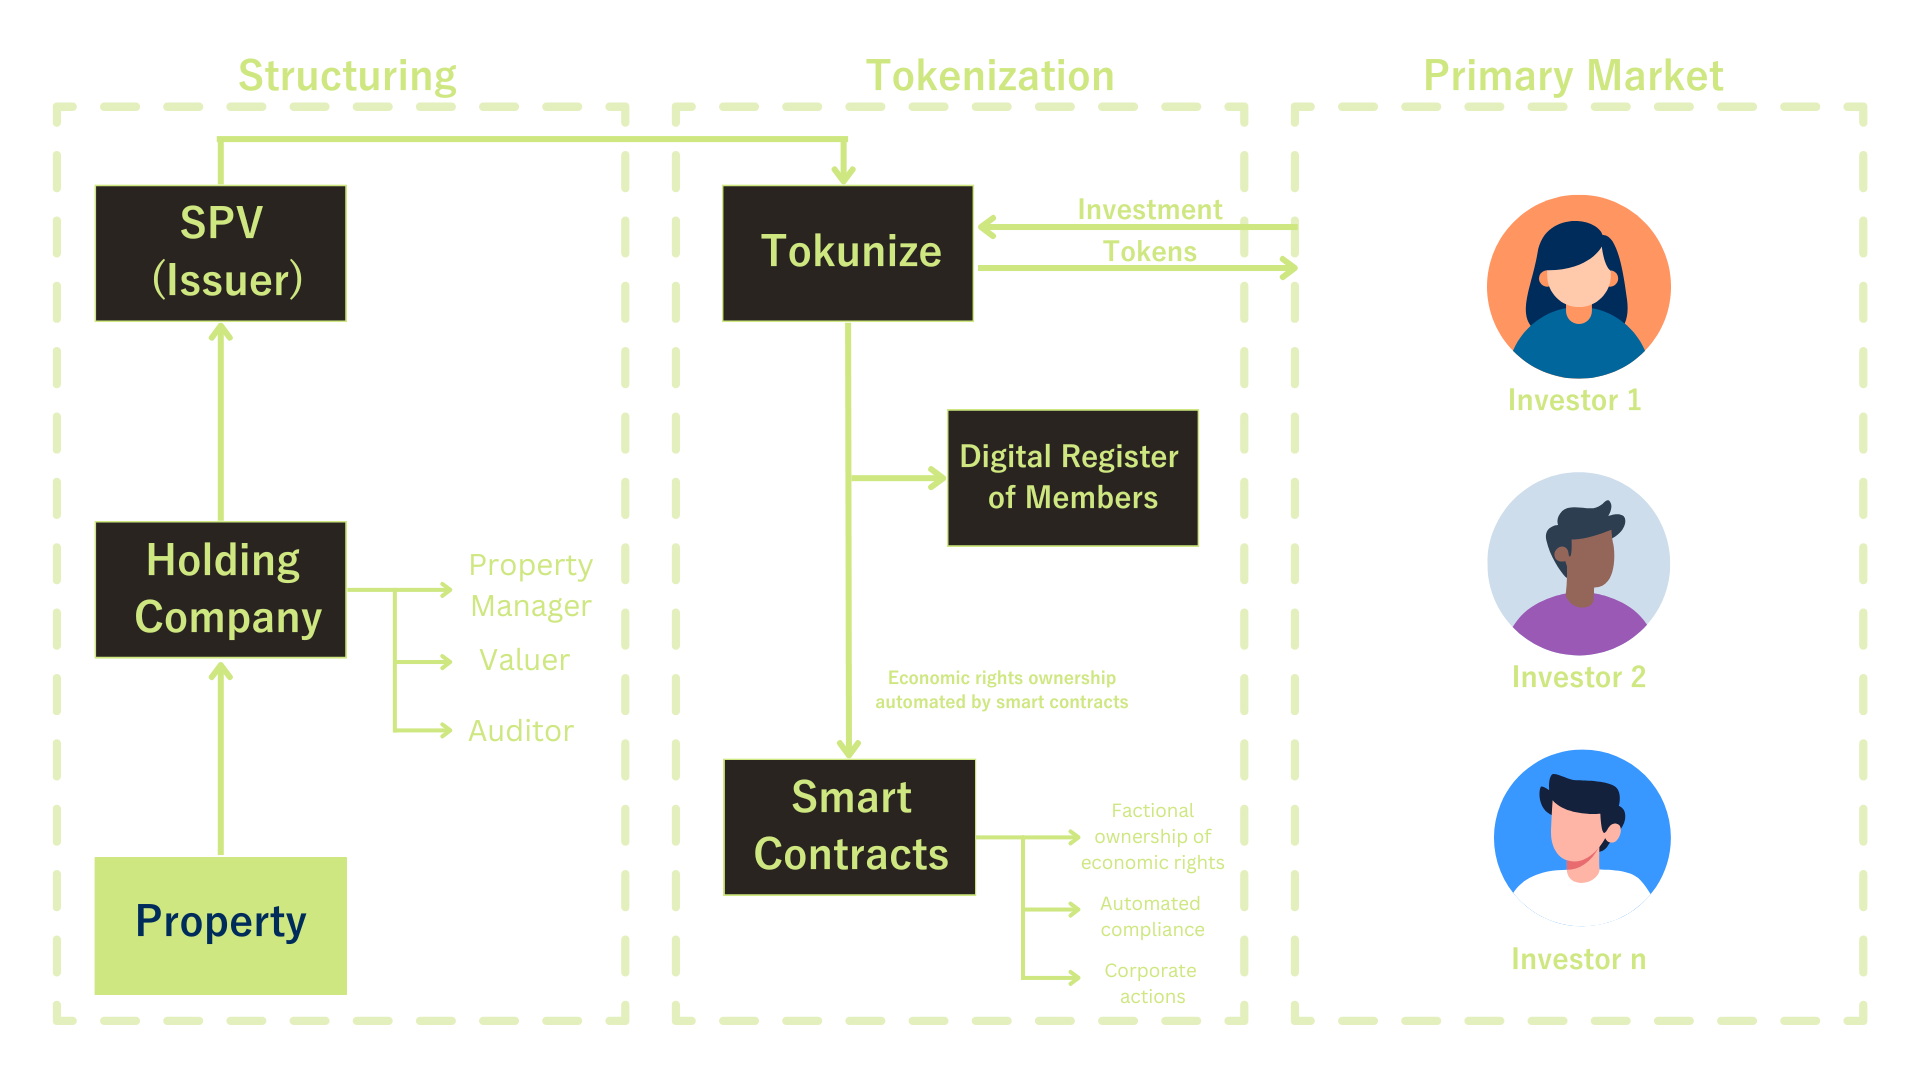 Structuring
SPV
(Issuer)
Holding
Company
Property
Manager
Valuer
Auditor
Property
Tokenization
Tokunize
Investment
Tokens
Digital Register
of Members
Economic rights ownership
automated by smart contracts
Smart
Contracts
Factional
ownership of
economic rights
Automated
compliance
Corporate
actions
Primary Market
Investor 1
Investor 2
Investor n